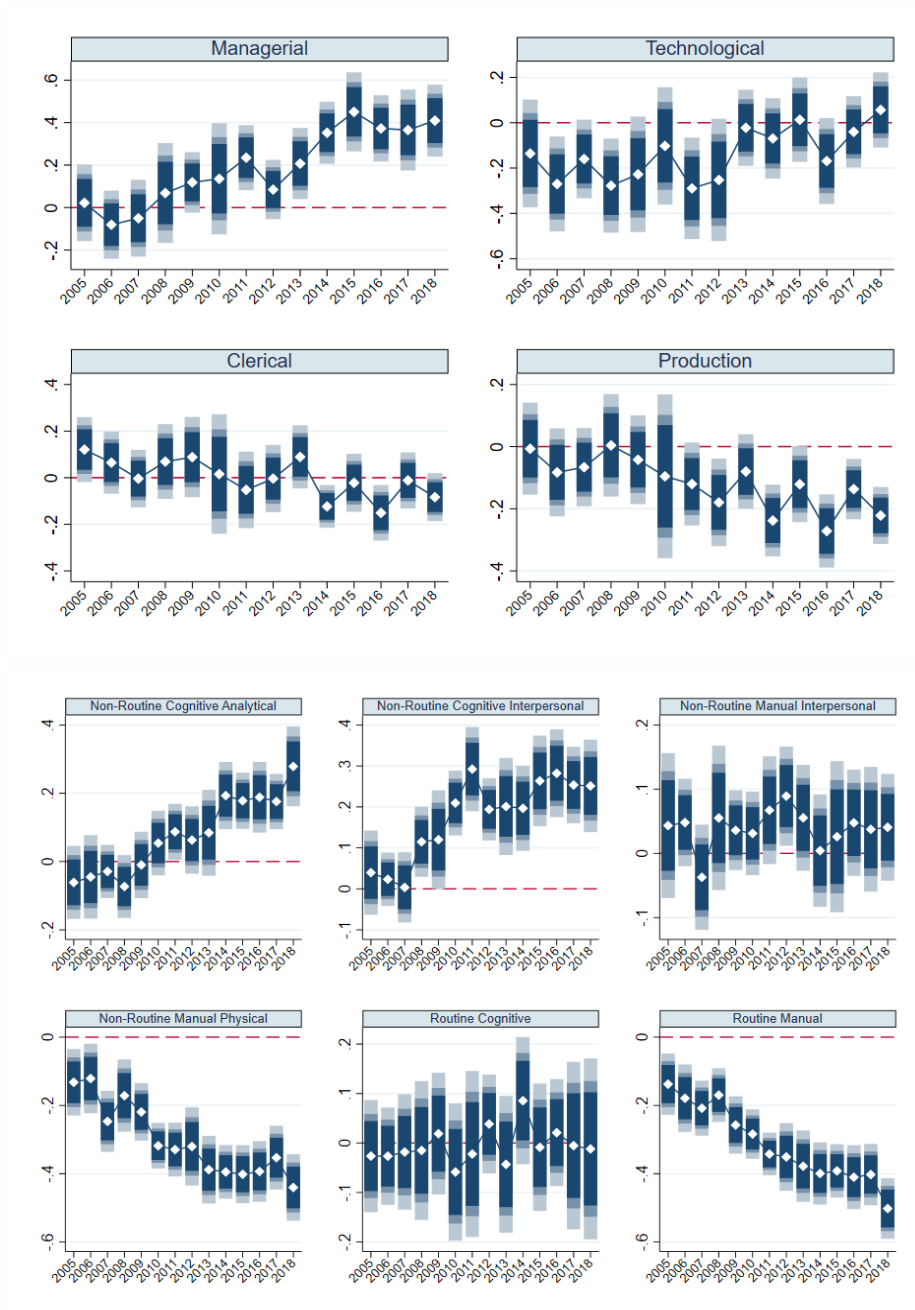 Managerial
.6
.4
.2
0
-.2
2005 2006 2007 2008 2009 2010 2011 2012 2013 2014 2015 2016 2017 2018
Technological
.2
0
-.2
-.4
-.6
2005 2006 2007 2008 2009 2010 2011 2012 2013 2014 2015 2016 2017 2018
Clerical
.4
.2
0
-.2
-.4
2005 2006 2007 2008 2009 2010 2011 2012 2013 2014 2015 2016 2017 2018
Production
.2
0
-.2
-.4
2005 2006 2007 2008 2009 2010 2011 2012 2013 2014 2015 2016 2017 2018
Non-Routine Cognitive Analytical
.4
.2
0
-.2
2005 2006 2007 2008 2009 2010 2011 2012 2013 2014 2015 2016 2017 2018
Non-Routine Cognitive Interpersonal
.4
.3
.2
.1
0
-.1
2005 2006 2007 2008 2009 2010 2011 2012 2013 2014 2015 2016 2017 2018
Non-Routine Manual Interpersonal
.2
.1
0
-.1
2005 2006 2007 2008 2009 2010 2011 2012 2013 2014 2015 2016 2017 2018
Non-Routine Manual Physical
0
-.2
-.4
-.6
2005 2006 2007 2008 2009 2010 2011 2012 2013 2014 2015 2016 2017 2018
Routine Cognitive
.2
.1
0
-.1
-.2
2005 2006 2007 2008 2009 2010 2011 2012 2013 2014 2015 2016 2017 2018
Routine Manual
0
-.2
-.4
-.6
2005 2006 2007 2008 2009 2010 2011 2012 2013 2014 2015 2016 2017 2018